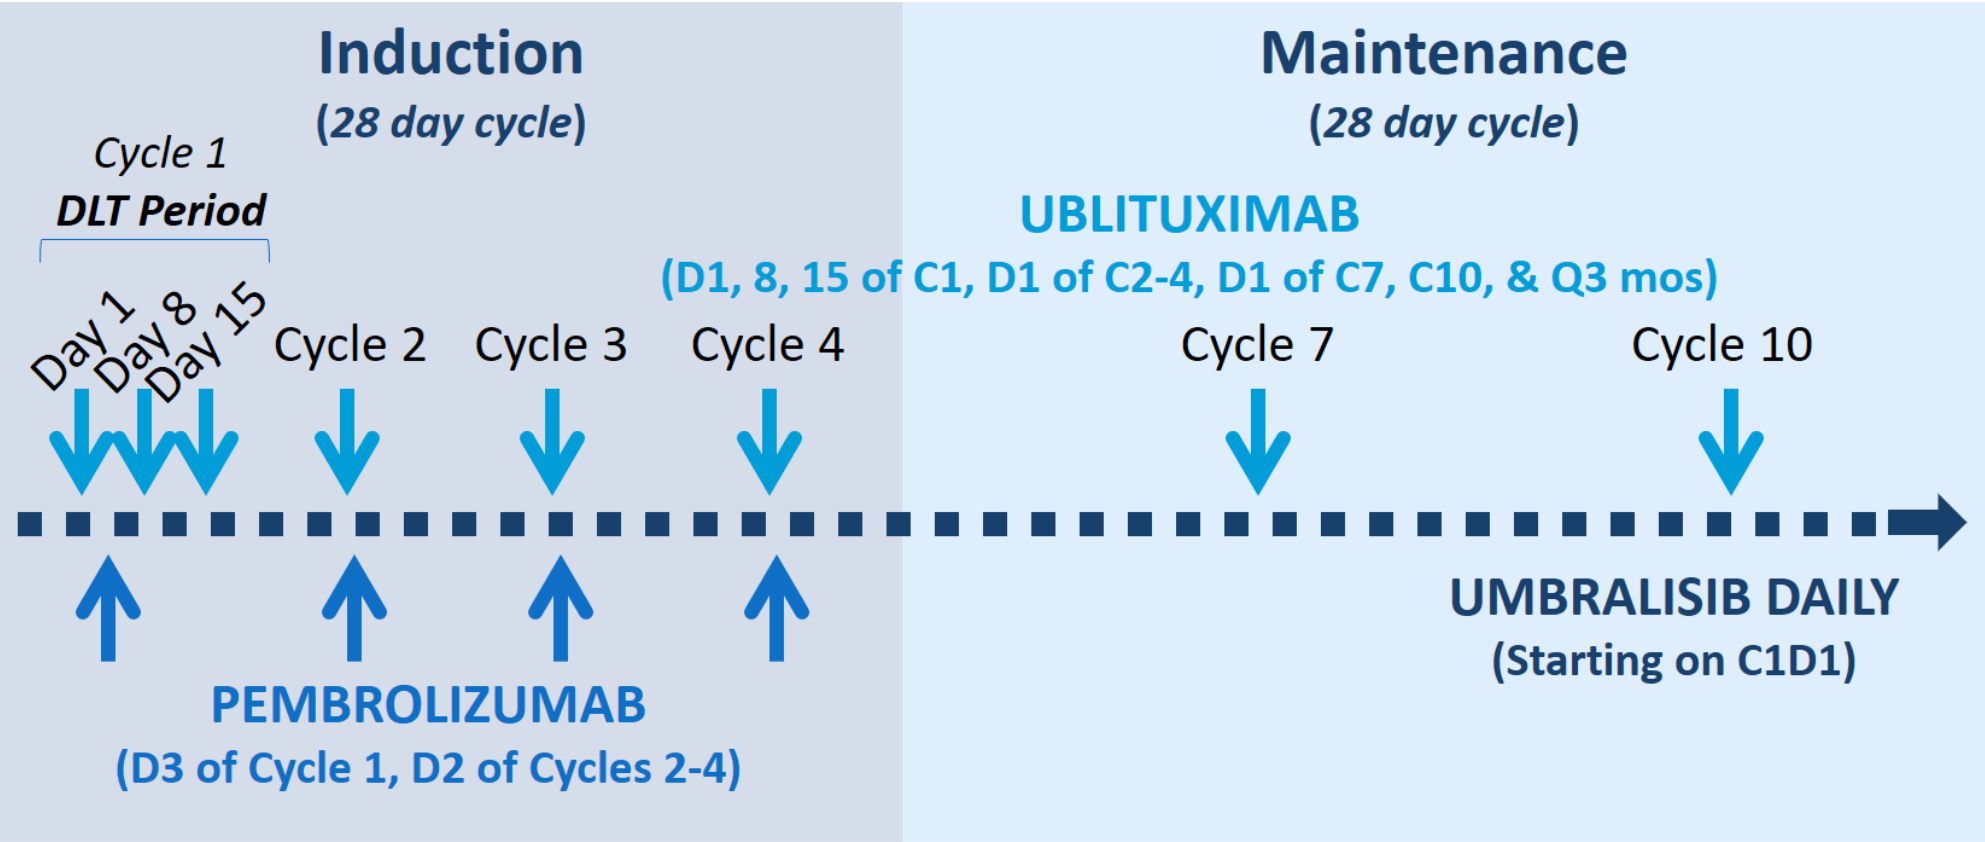 Induction
(28 day cycle)
Maintenance
(28 day cycle)
Cycle 1
DLT Period
UBLITUXIMAB
(D1, 8, 15 of C1, D1 of C2-4, D1 of C7, C10, & Q3 mos)
Day 1
Day 8
Day 15
Cycle 2
Cycle 3
Cycle 4
Cycle 7
Cycle 10
UMBRALISIB DAILY
(Starting on C1D1)
PEMBROLIZUMAB
(D3 of Cycle 1, D2 of Cycles 2-4)